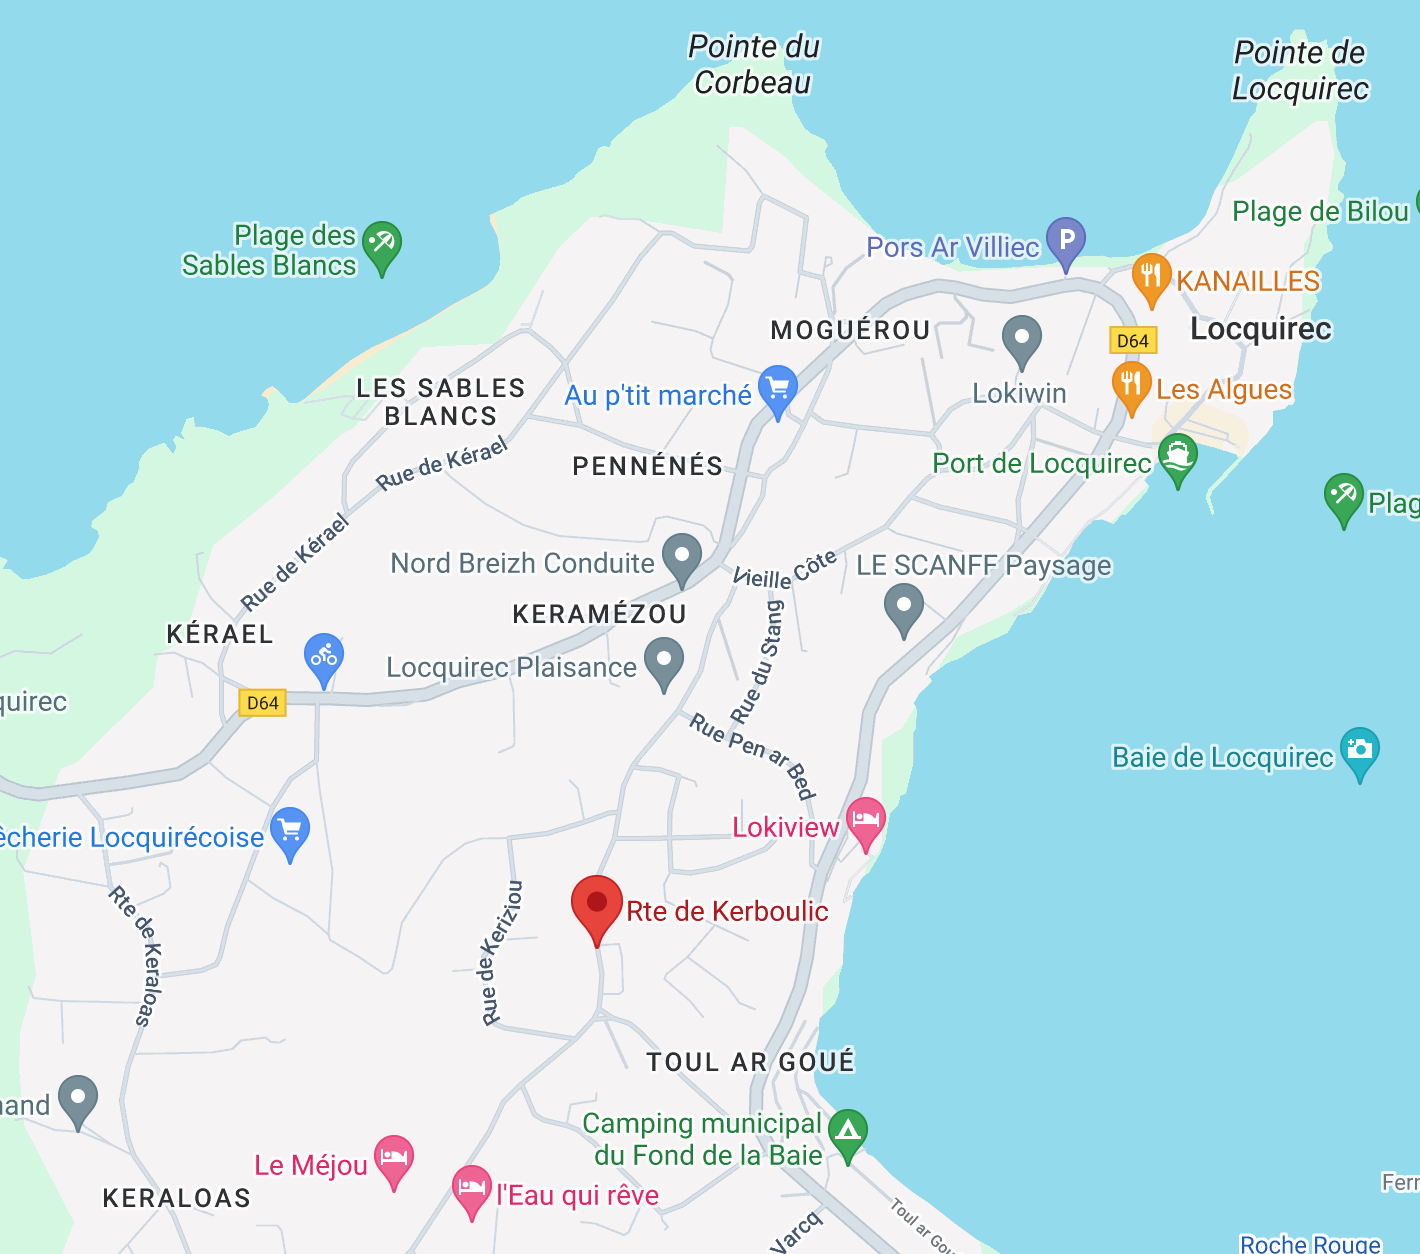 Pointe du
Corbeau
Pointe de
Locquirec
Plage des
Sables Blancs
Plage de Bilou
Pors Ar Villiec
KANAILLES
MOGUÉROU
Locquirec
D64
LES SABLES
BLANCS
Au p'tit marché
Lokiwin
Les Algues
Rue de Kérael
PENNÉNÉS
Port de Locquirec
Plag
Rue de Kérael
Nord Breizh Conduite
Vieille Côte
LE SCANFF Paysage
KERAMÉZOU
KÉRAEL
Locquirec Plaisance
Rue du Stang
quirec
D64
Rue Pen ar Bed
Baie de Locquirec
Lokiview
êcherie Locquirécoise
Rte de Keraloas
Rue de Keriziou
Rte de Kerboulic
TOUL AR GOUÉ
nand
Camping municipal
du Fond de la Baie
Le Méjou
l'Eau qui rêve
KERALOAS
Fern
Varcq
Toul ar Gou
Roche Rouge